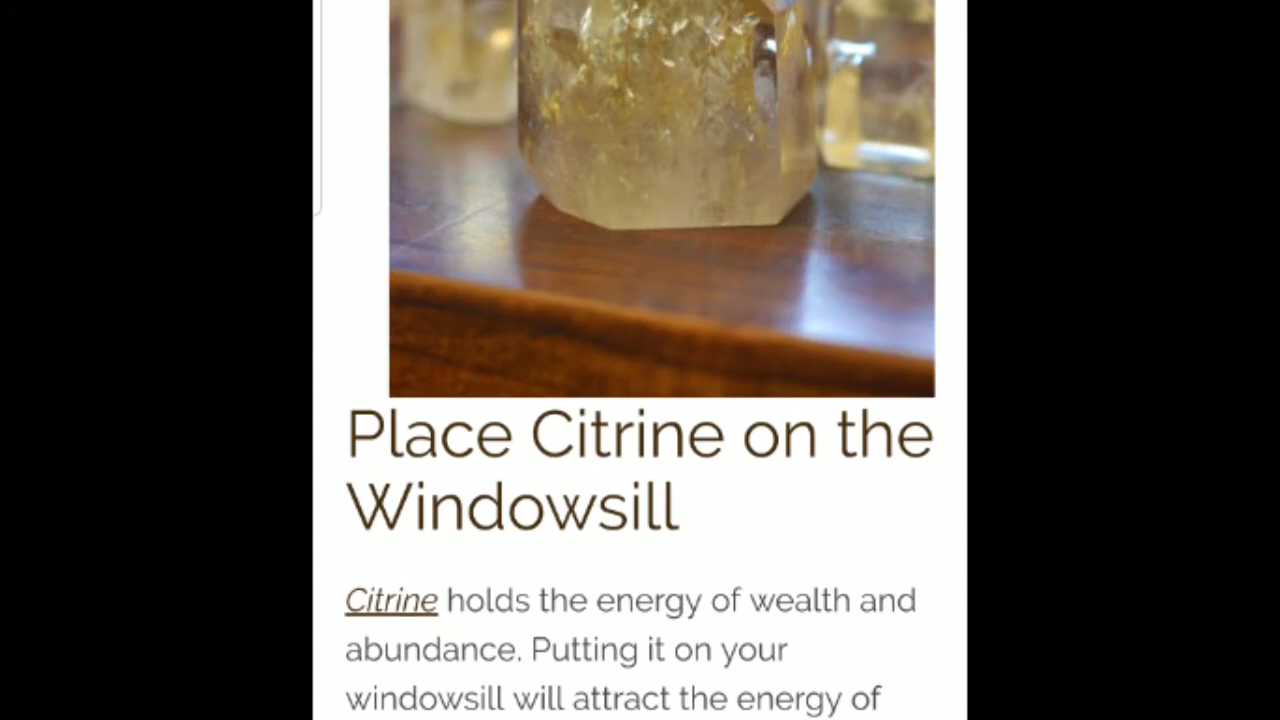 Place Citrine on the
Windowsill
Citrine holds the energy of wealth and
abundance. Putting it on your
windowsill will attract the energy of